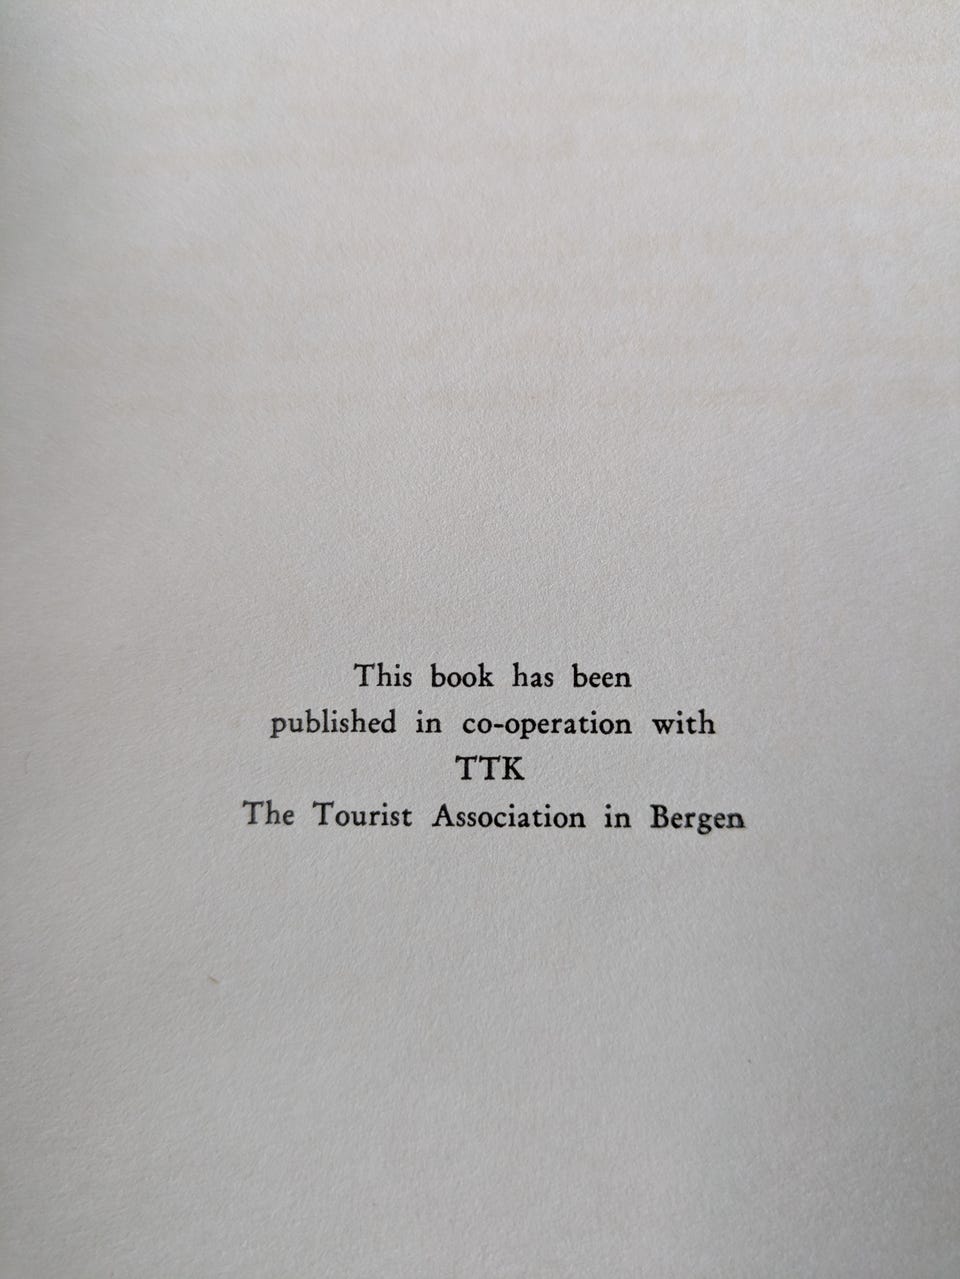 This book has been
published in co-operation with
TTK
The Tourist Association in Bergen